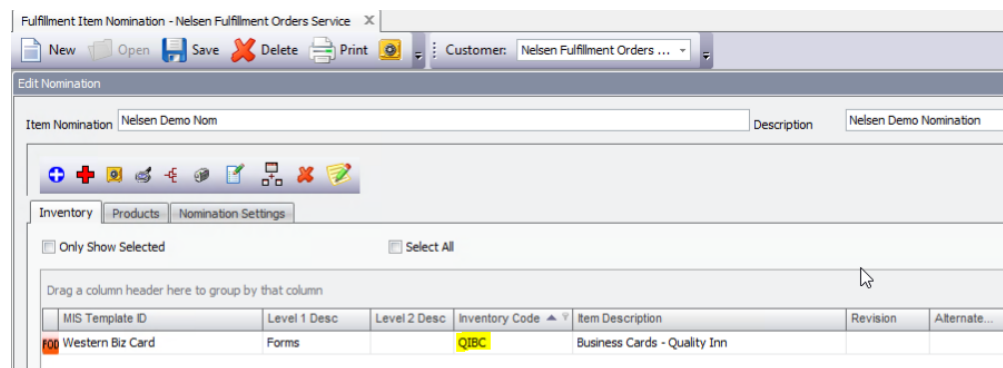 Fulfillment Item Nomination - Nelsen Fulfillment Orders Service X
New Open Save Delete Print Customer: Nelsen Fulfillment Orders ...
Edit Nomination
Item Nomination Nelsen Demo Nom Description Nelsen Demo Nomination
Inventory Products Nomination Settings
Only Show Selected Select All
Drag a column header here to group by that column
MIS Template ID Level 1 Desc Level 2 Desc Inventory Code Item Description Revision Alternate...
FOD Western Biz Card Forms QIBC Business Cards - Quality Inn